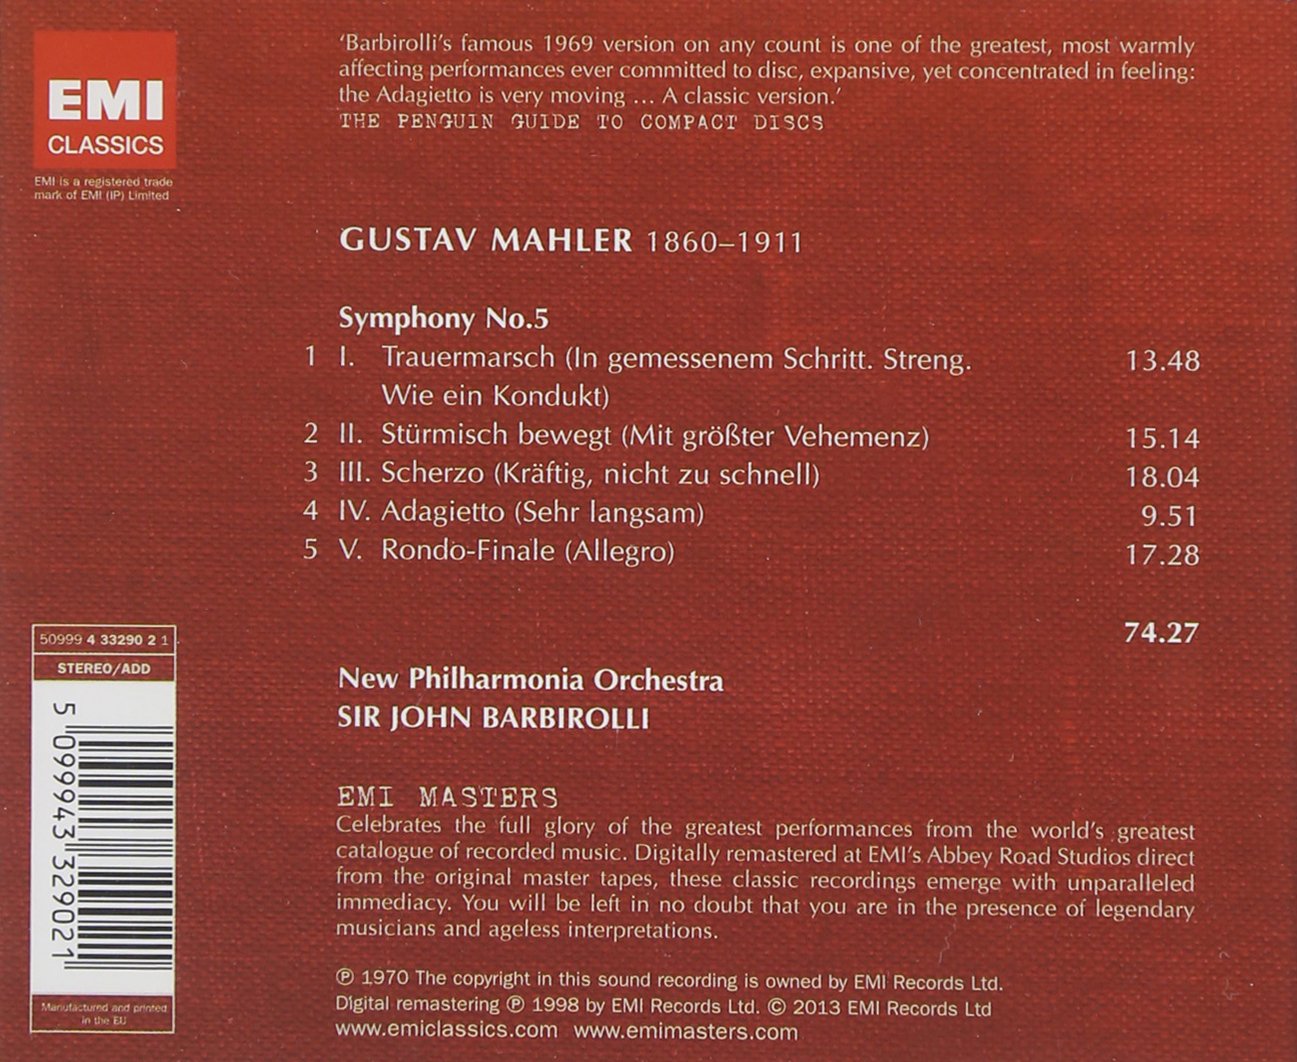 EMI
CLASSICS
EMI is a registered trade
mark of EMI (IP) Limited
‘Barbirolli’s famous 1969 version on any count is one of the greatest, most warmly
affecting performances ever committed to disc, expansive, yet concentrated in feeling:
the Adagietto is very moving ... A classic version.’
THE PENGUIN GUIDE TO COMPACT DISCS
GUSTAV MAHLER 1860–1911
Symphony No.5
1 I. Trauermarsch (In gemessenem Schritt. Streng. 13.48
Wie ein Kondukt)
2 II. Stürmisch bewegt (Mit größter Vehemenz) 15.14
3 III. Scherzo (Kräftig, nicht zu schnell) 18.04
4 IV. Adagietto (Sehr langsam) 9.51
5 V. Rondo-Finale (Allegro) 17.28
74.27
New Philharmonia Orchestra
SIR JOHN BARBIROLLI
EMI MASTERS
Celebrates the full glory of the greatest performances from the world’s greatest
catalogue of recorded music. Digitally remastered at EMI’s Abbey Road Studios direct
from the original master tapes, these classic recordings emerge with unparalleled
immediacy. You will be left in no doubt that you are in the presence of legendary
musicians and ageless interpretations.
℗ 1970 The copyright in this sound recording is owned by EMI Records Ltd.
Digital remastering ℗ 1998 by EMI Records Ltd. © 2013 EMI Records Ltd
www.emiclassics.com www.emimasters.com
50999 4 33290 2 1
STEREO/ADD
5 099943 329021
Manufactured and printed
in the EU